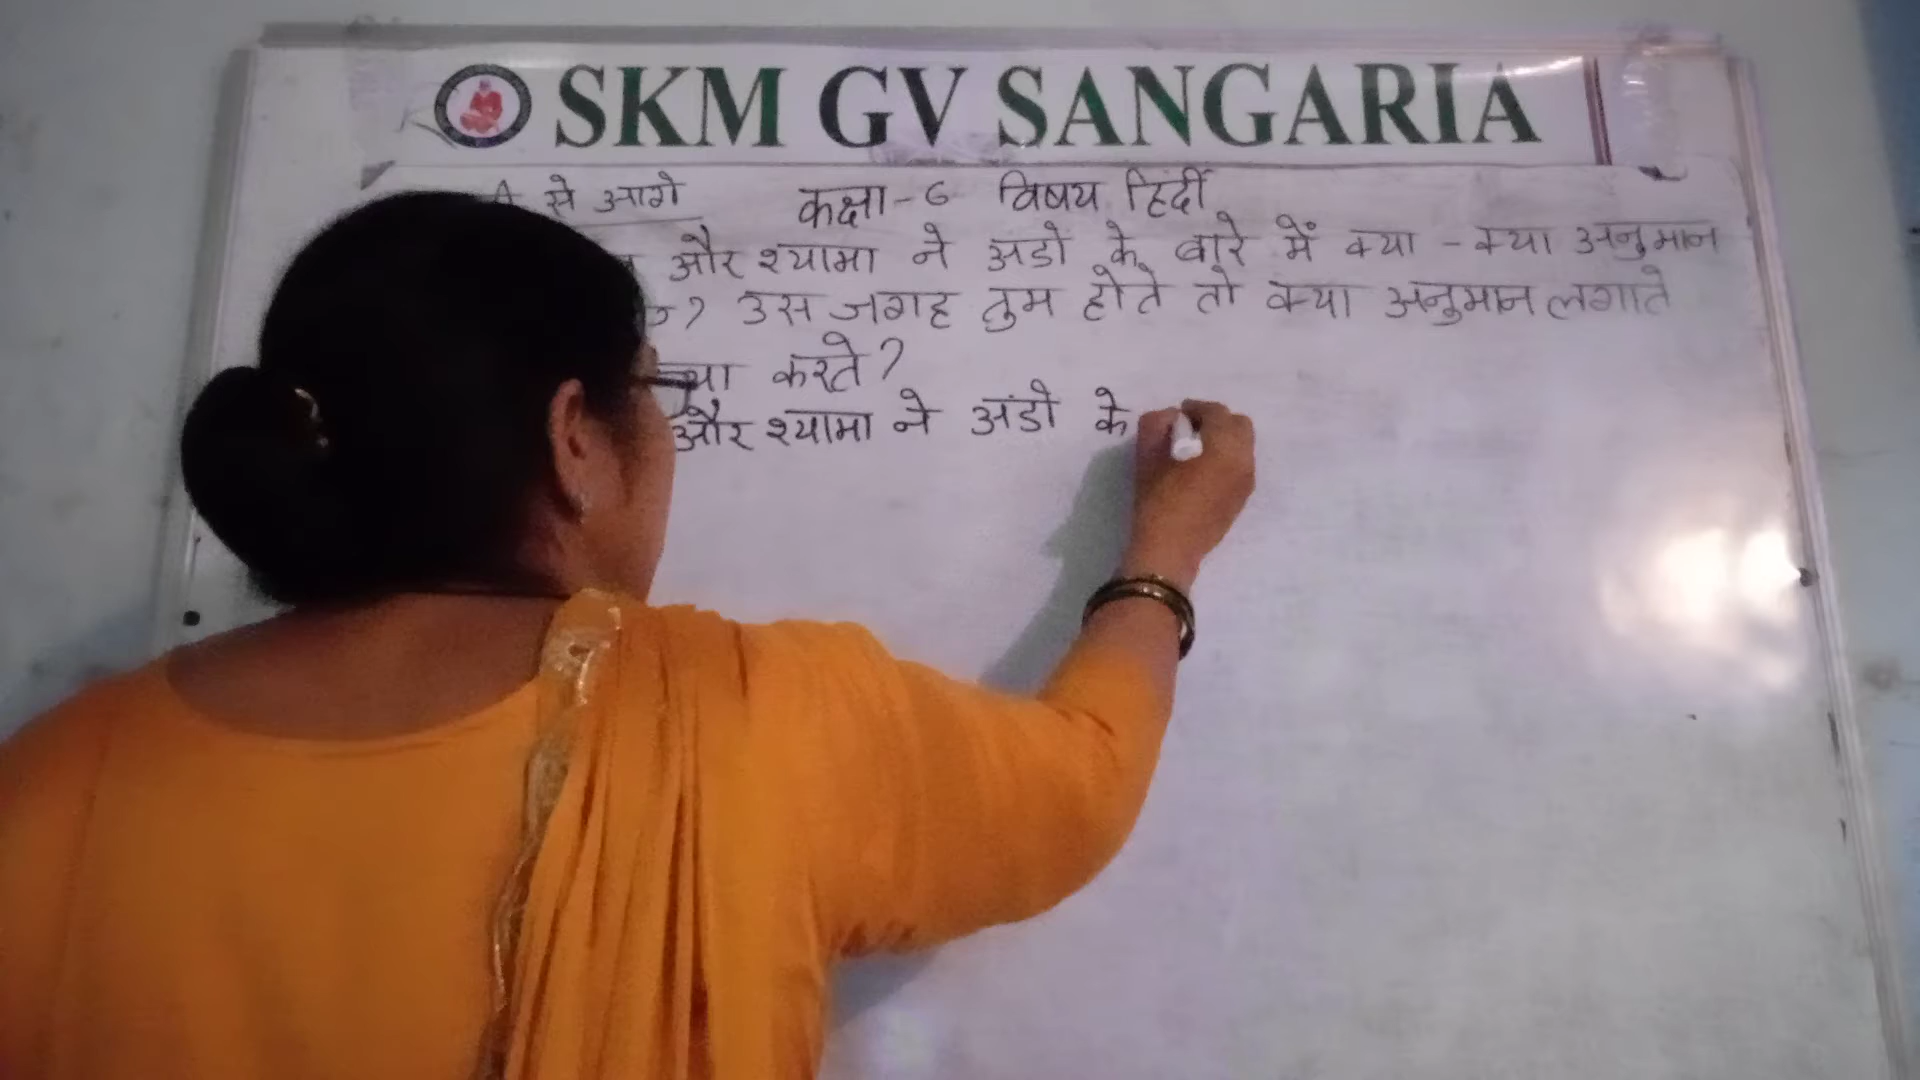 SKM GV SANGARIA
से आगे कक्षा-6 विषय हिंदी
और श्यामा ने अंडों के बारे में क्या-क्या अनुमान
? उस जगह तुम होते तो क्या अनुमान लगाते
करते?
और श्यामा ने अंडो के